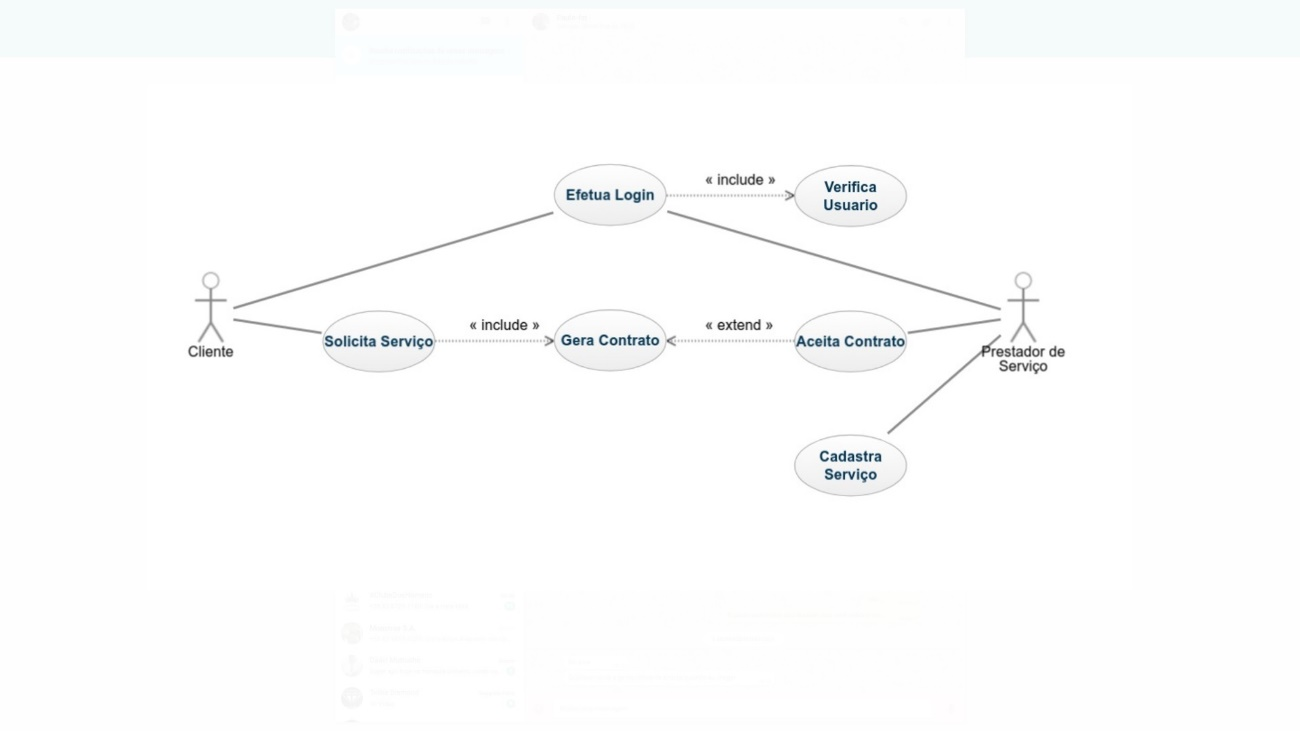 « include »
Efetua Login
Verifica
Usuario
« include »
« extend »
Solicita Serviço
Gera Contrato
Aceita Contrato
Cliente
Prestador de
Serviço
Cadastra
Serviço